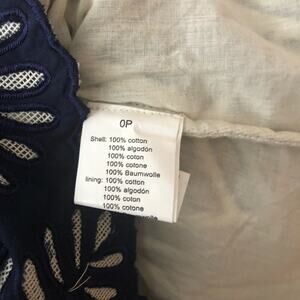 0P
Shell: 100% cotton
100% algodón
100% coton
100% cotone
100% Baumwolle
lining: 100% cotton
100% algodón
100% coton
100% cotone